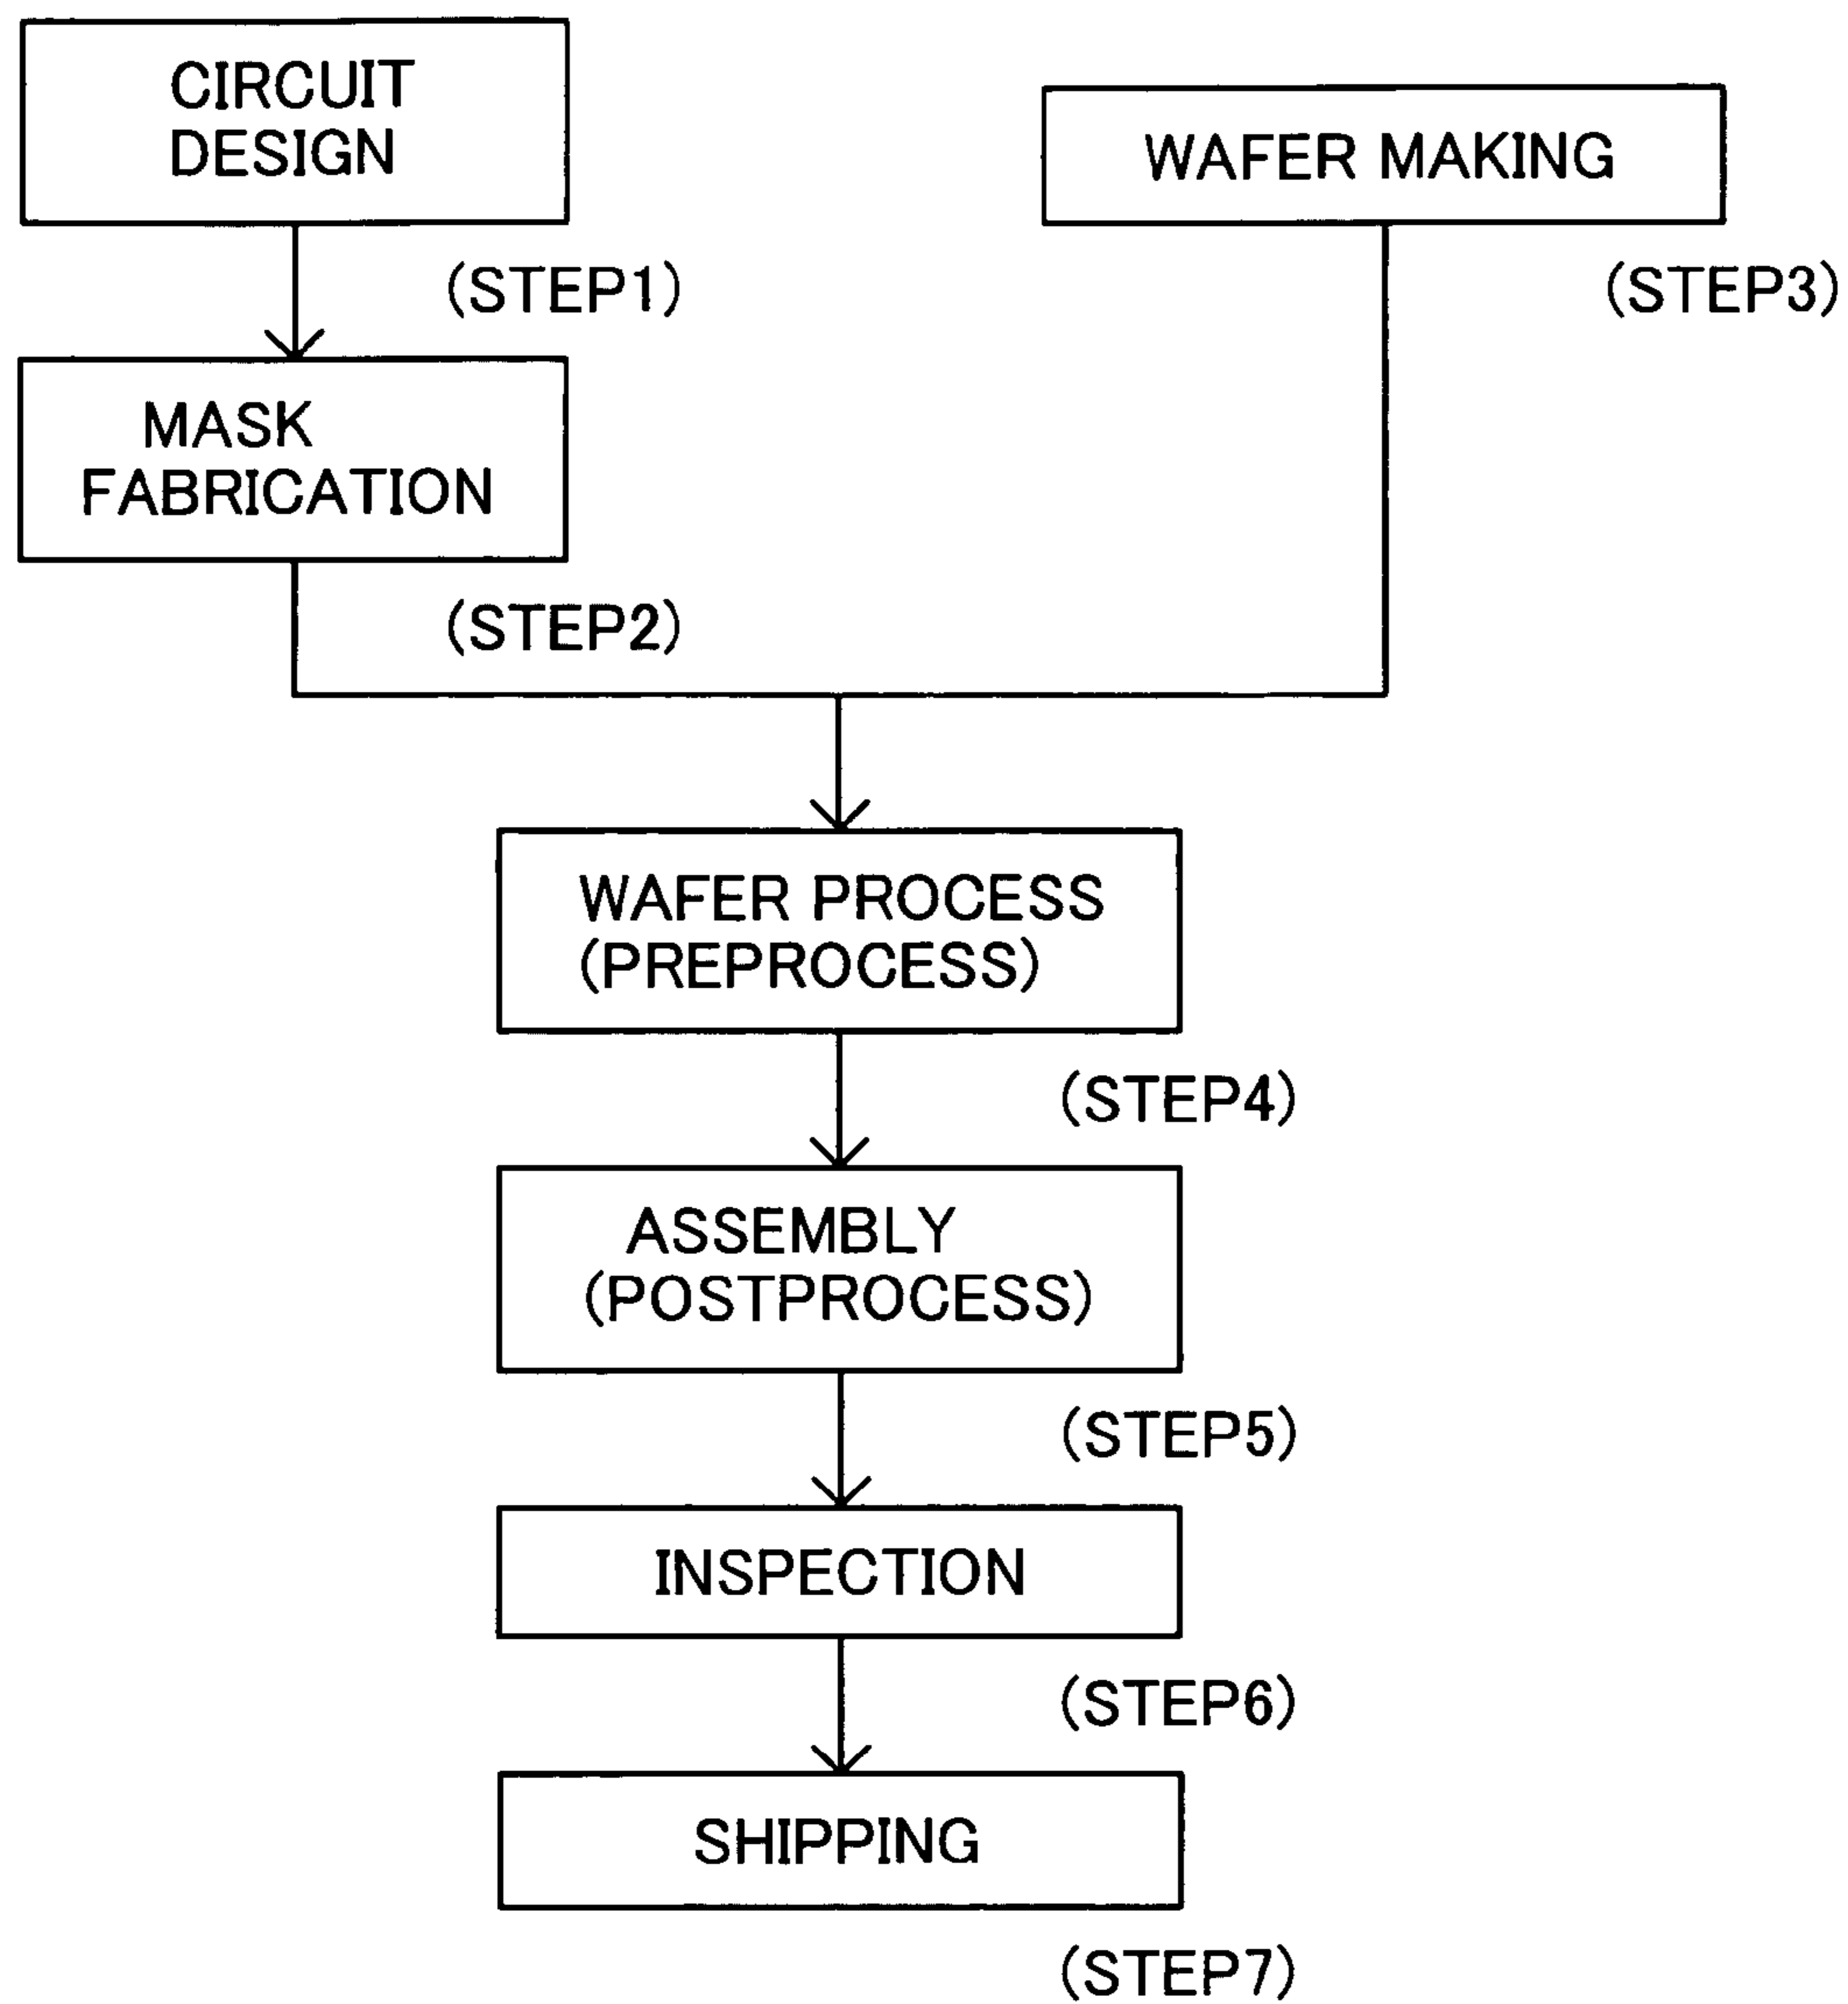 CIRCUIT
DESIGN
(STEP1)
MASK
FABRICATION
(STEP2)
WAFER MAKING
(STEP3)
WAFER PROCESS
(PREPROCESS)
(STEP4)
ASSEMBLY
(POSTPROCESS)
(STEP5)
INSPECTION
(STEP6)
SHIPPING
(STEP7)